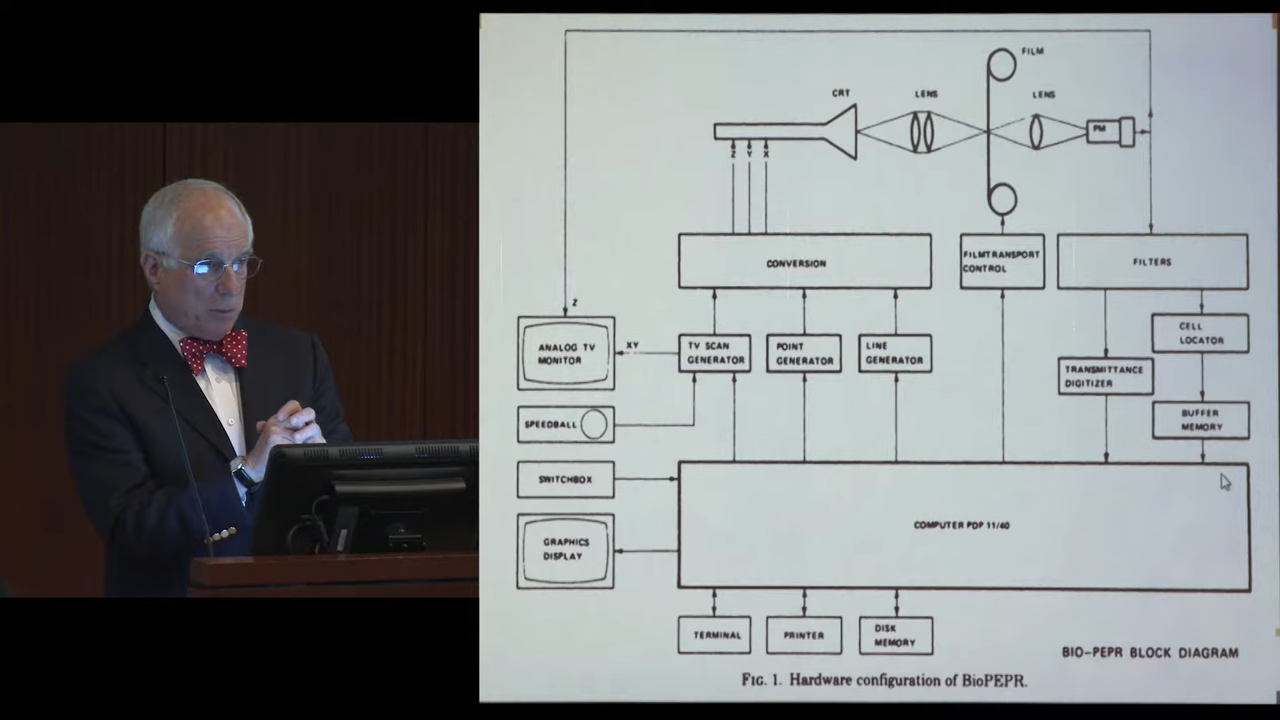 FILM
CRT
LENS
LENS
PM
Z Y X
CONVERSION
FILMTRANSPORT
CONTROL
FILTERS
Z
CELL
LOCATOR
ANALOG TV
MONITOR
XY
TV SCAN
GENERATOR
POINT
GENERATOR
LINE
GENERATOR
TRANSMITTANCE
DIGITIZER
BUFFER
MEMORY
SPEEDBALL
SWITCHBOX
GRAPHICS
DISPLAY
COMPUTER PDP 11/40
TERMINAL
PRINTER
DISK
MEMORY
BIO-PEPR BLOCK DIAGRAM
FIG. 1. Hardware configuration of BioPEPR.